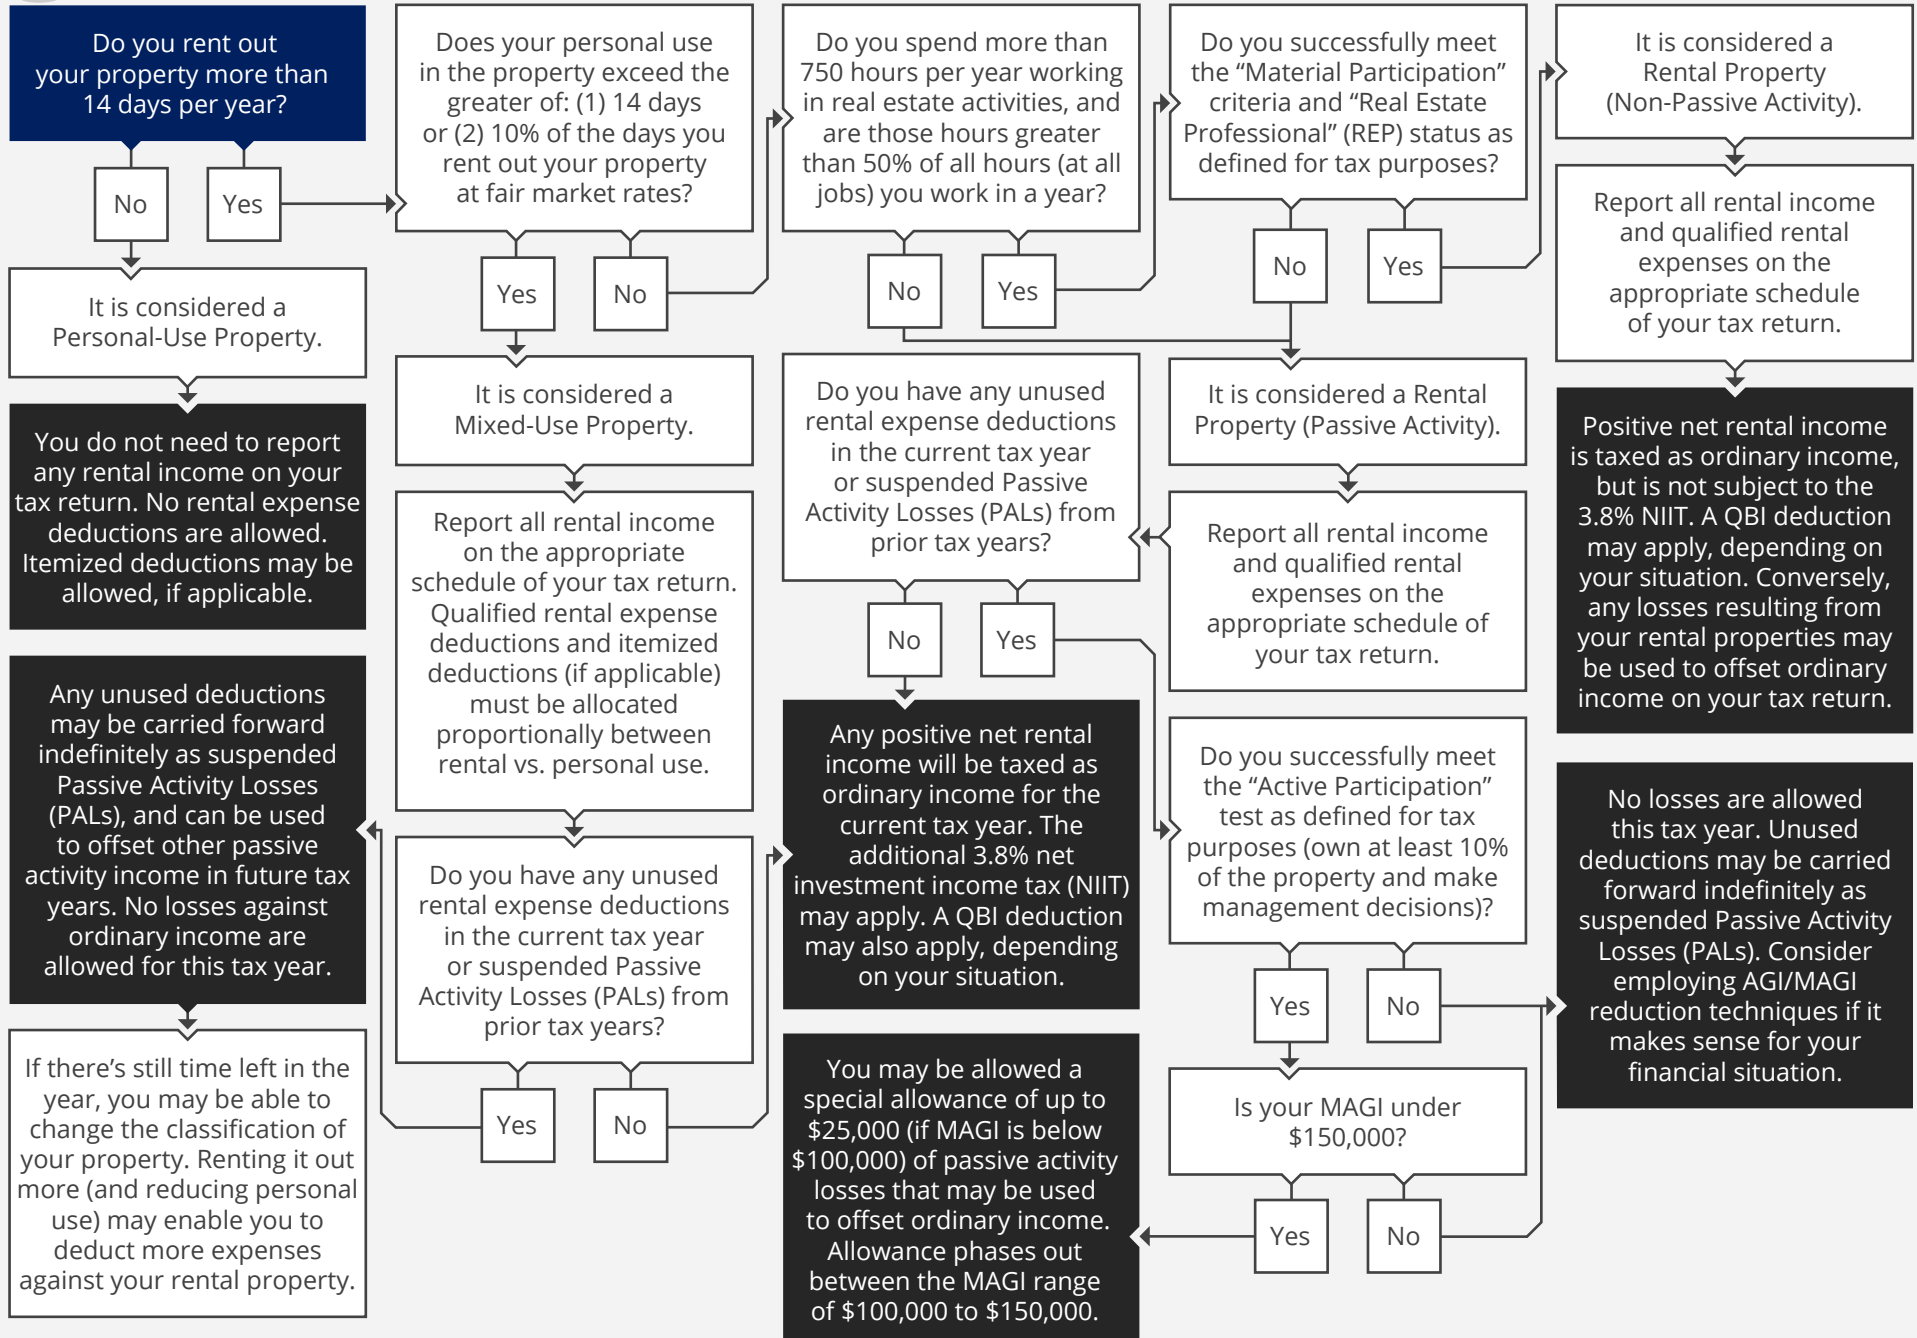 Do you rent out
your property more than
14 days per year?
No
Yes
It is considered a
Personal-Use Property.
You do not need to report
any rental income on your
tax return. No rental expense
deductions are allowed.
Itemized deductions may be
allowed, if applicable.
Does your personal use
in the property exceed the
greater of: (1) 14 days
or (2) 10% of the days you
rent out your property
at fair market rates?
Yes
No
It is considered a
Mixed-Use Property.
Report all rental income
on the appropriate
schedule of your tax return.
Qualified rental expense
deductions and itemized
deductions (if applicable)
must be allocated
proportionally between
rental vs. personal use.
Do you have any unused
rental expense deductions
in the current tax year
or suspended Passive
Activity Losses (PALs) from
prior tax years?
Yes
No
Any unused deductions
may be carried forward
indefinitely as suspended
Passive Activity Losses
(PALs), and can be used
to offset other passive
activity income in future tax
years. No losses against
ordinary income are
allowed for this tax year.
If there’s still time left in the
year, you may be able to
change the classification of
your property. Renting it out
more (and reducing personal
use) may enable you to
deduct more expenses
against your rental property.
Do you spend more than
750 hours per year working
in real estate activities, and
are those hours greater
than 50% of all hours (at all
jobs) you work in a year?
No
Yes
Do you successfully meet
the “Material Participation”
criteria and “Real Estate
Professional” (REP) status as
defined for tax purposes?
No
Yes
It is considered a
Rental Property
(Non-Passive Activity).
Report all rental income
and qualified rental
expenses on the
appropriate schedule
of your tax return.
Positive net rental income
is taxed as ordinary income,
but is not subject to the
3.8% NIIT. A QBI deduction
may apply, depending on
your situation. Conversely,
any losses resulting from
your rental properties may
be used to offset ordinary
income on your tax return.
It is considered a Rental
Property (Passive Activity).
Report all rental income
and qualified rental
expenses on the
appropriate schedule of
your tax return.
Do you have any unused
rental expense deductions
in the current tax year
or suspended Passive
Activity Losses (PALs) from
prior tax years?
No
Yes
Any positive net rental
income will be taxed as
ordinary income for the
current tax year. The
additional 3.8% net
investment income tax (NIIT)
may apply. A QBI deduction
may also apply, depending
on your situation.
Do you successfully meet
the “Active Participation”
test as defined for tax
purposes (own at least 10%
of the property and make
management decisions)?
Yes
No
Is your MAGI under
$150,000?
Yes
No
You may be allowed a
special allowance of up to
$25,000 (if MAGI is below
$100,000) of passive activity
losses that may be used
to offset ordinary income.
Allowance phases out
between the MAGI range
of $100,000 to $150,000.
No losses are allowed
this tax year. Unused
deductions may be carried
forward indefinitely as
suspended Passive Activity
Losses (PALs). Consider
employing AGI/MAGI
reduction techniques if it
makes sense for your
financial situation.